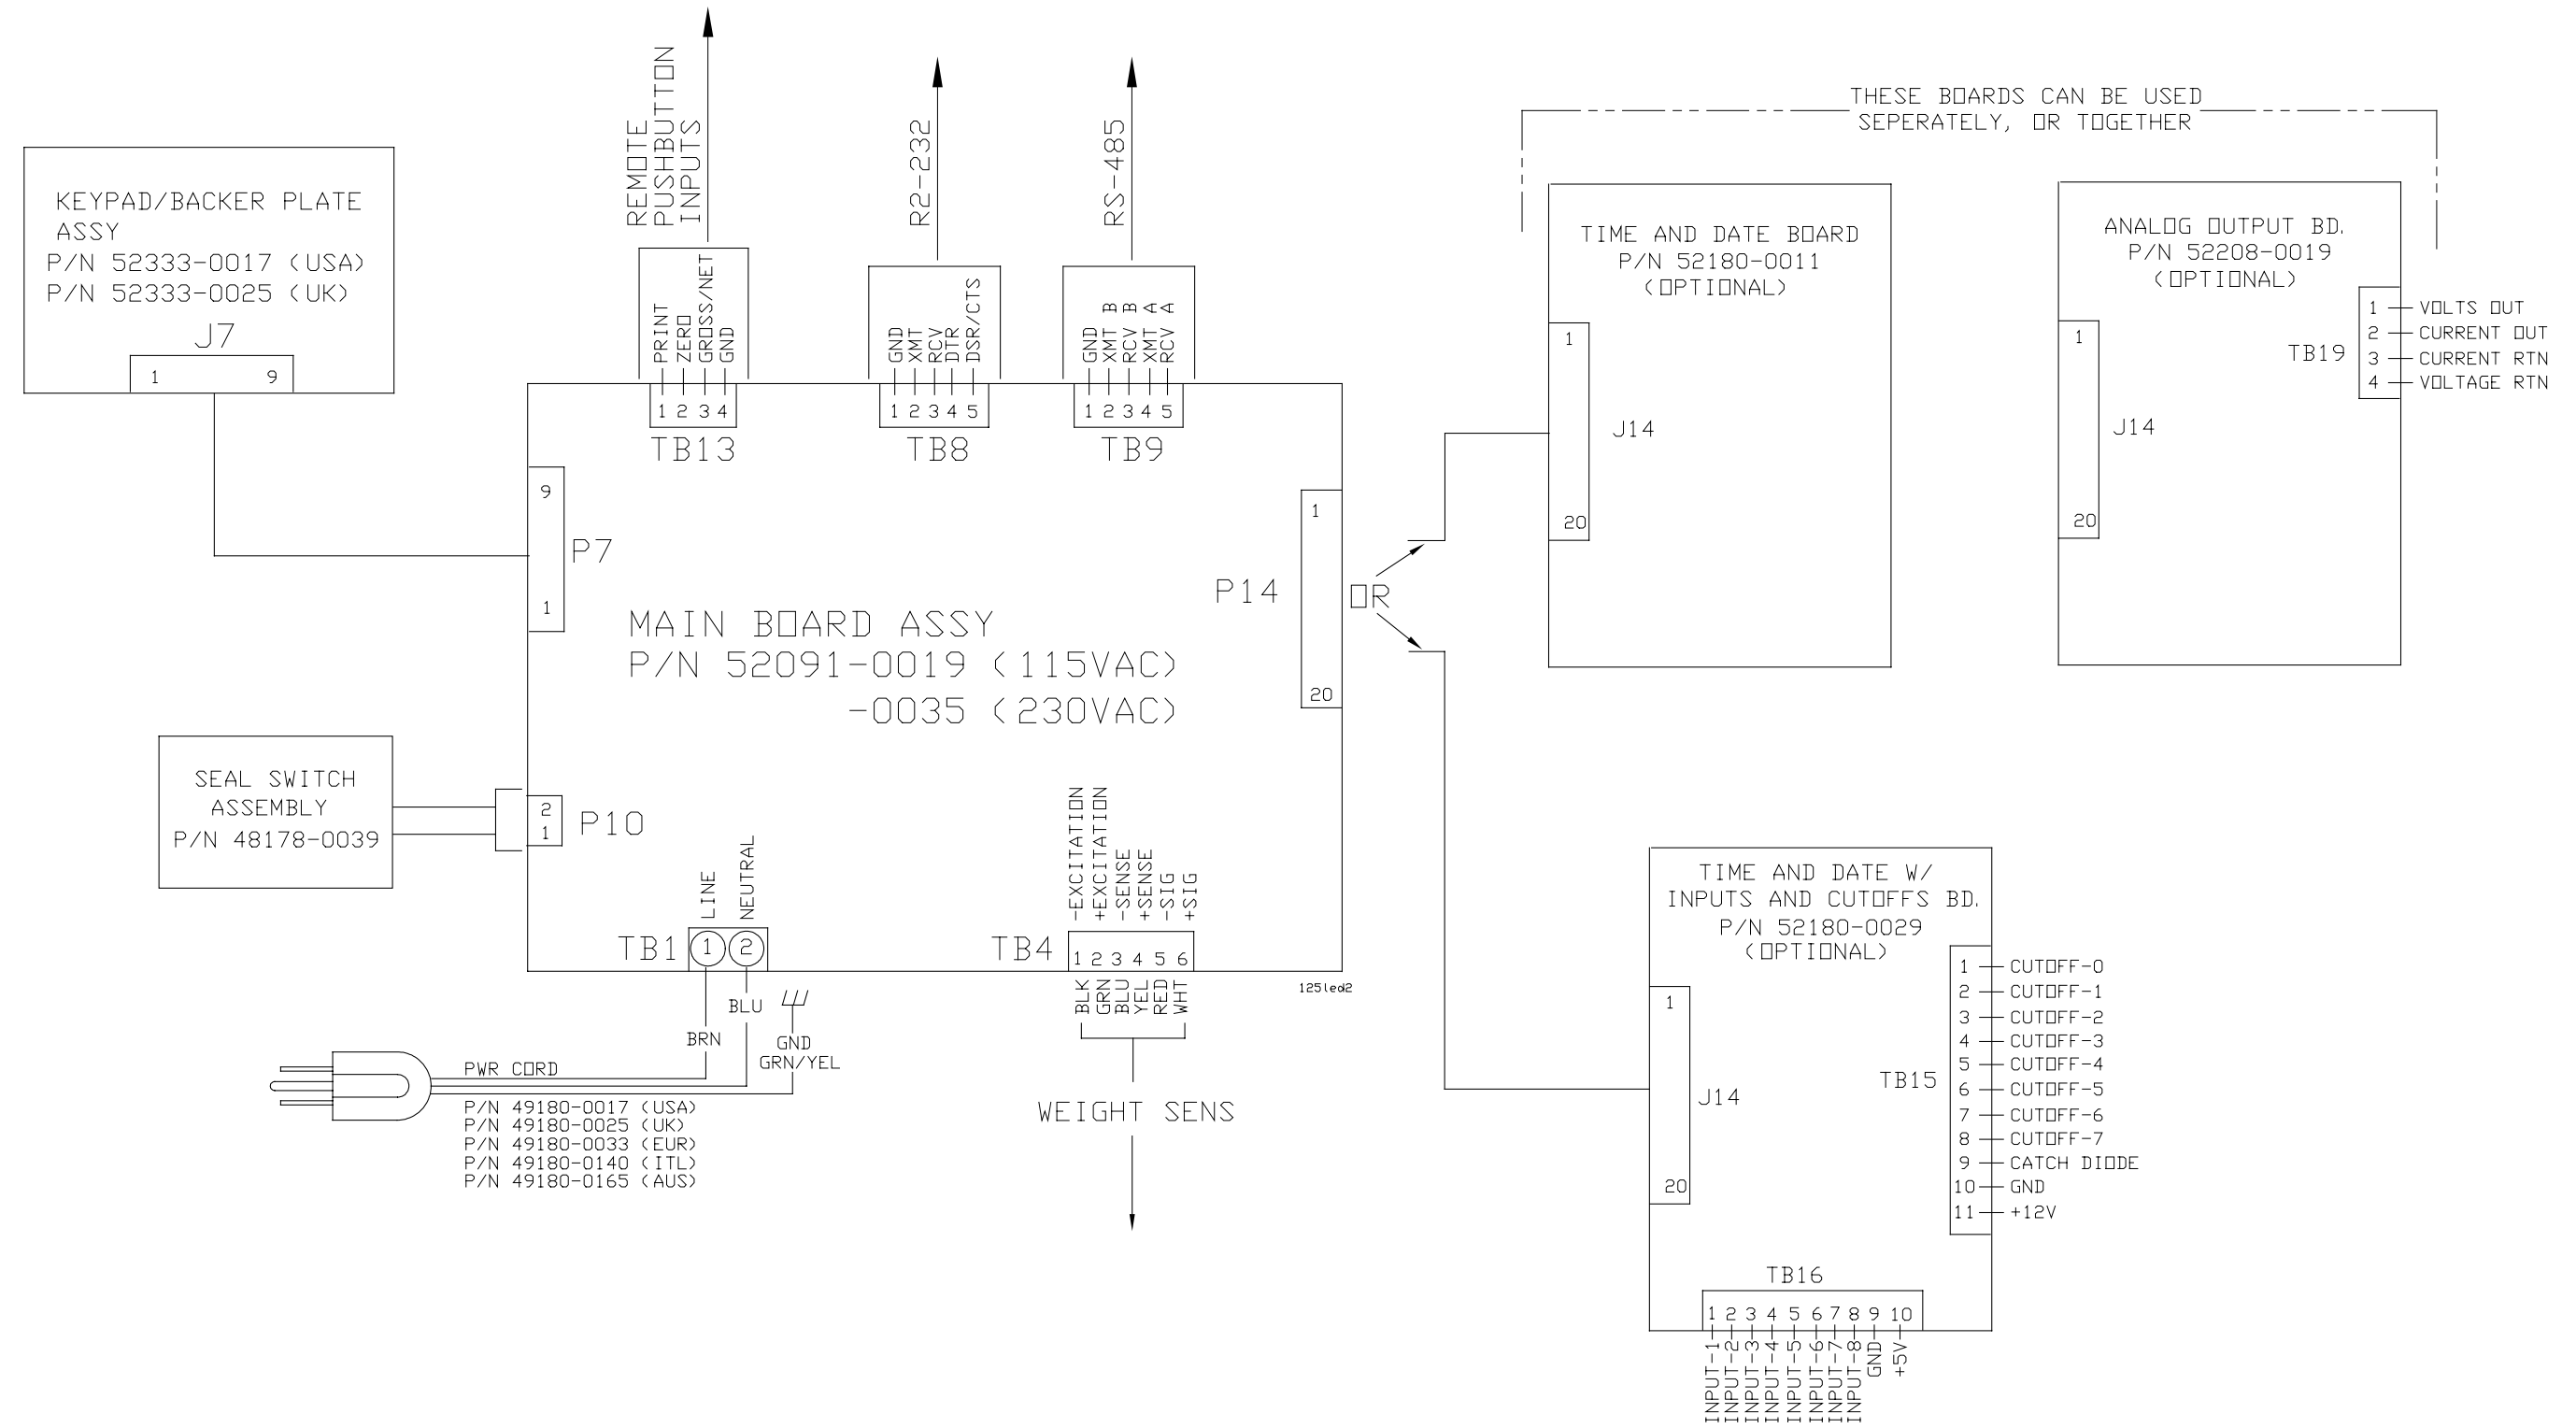 REMOTE
PUSHBUTTON
INPUTS
R2-232
RS-485
THESE BOARDS CAN BE USED
SEPERATELY, OR TOGETHER
KEYPAD/BACKER PLATE
ASSY
P/N 52333-0017 (USA)
P/N 52333-0025 (UK)
J7
1 9
PRINT
ZERO
GROSS/NET
GND
1 2 3 4
TB13
GND
XMT
RCV
DTR
DSR/CTS
1 2 3 4 5
TB8
GND
XMT B
RCV B
XMT A
RCV A
1 2 3 4 5
TB9
TIME AND DATE BOARD
P/N 52180-0011
(OPTIONAL)
1
J14
20
ANALOG OUTPUT BD.
P/N 52208-0019
(OPTIONAL)
1
J14
20
TB19
1 VOLTS OUT
2 CURRENT OUT
3 CURRENT RTN
4 VOLTAGE RTN
9
P7
1
1
P14
20
OR
MAIN BOARD ASSY
P/N 52091-0019 (115VAC)
-0035 (230VAC)
SEAL SWITCH
ASSEMBLY
P/N 48178-0039
2
1
P10
LINE
NEUTRAL
TB1 1 2
-EXCITATION
+EXCITATION
-SENSE
+SENSE
-SIG
+SIG
TB4 1 2 3 4 5 6
BLK
GRN
BLU
YEL
RED
WHT
WEIGHT SENS
125led2
BLU
BRN
GND
GRN/YEL
PWR CORD
P/N 49180-0017 (USA)
P/N 49180-0025 (UK)
P/N 49180-0033 (EUR)
P/N 49180-0140 (ITL)
P/N 49180-0165 (AUS)
TIME AND DATE W/
INPUTS AND CUTOFFS BD.
P/N 52180-0029
(OPTIONAL)
1
J14
20
TB15
1 CUTOFF-0
2 CUTOFF-1
3 CUTOFF-2
4 CUTOFF-3
5 CUTOFF-4
6 CUTOFF-5
7 CUTOFF-6
8 CUTOFF-7
9 CATCH DIODE
10 GND
11 +12V
TB16
1 2 3 4 5 6 7 8 9 10
INPUT-1
INPUT-2
INPUT-3
INPUT-4
INPUT-5
INPUT-6
INPUT-7
INPUT-8
GND
+5V